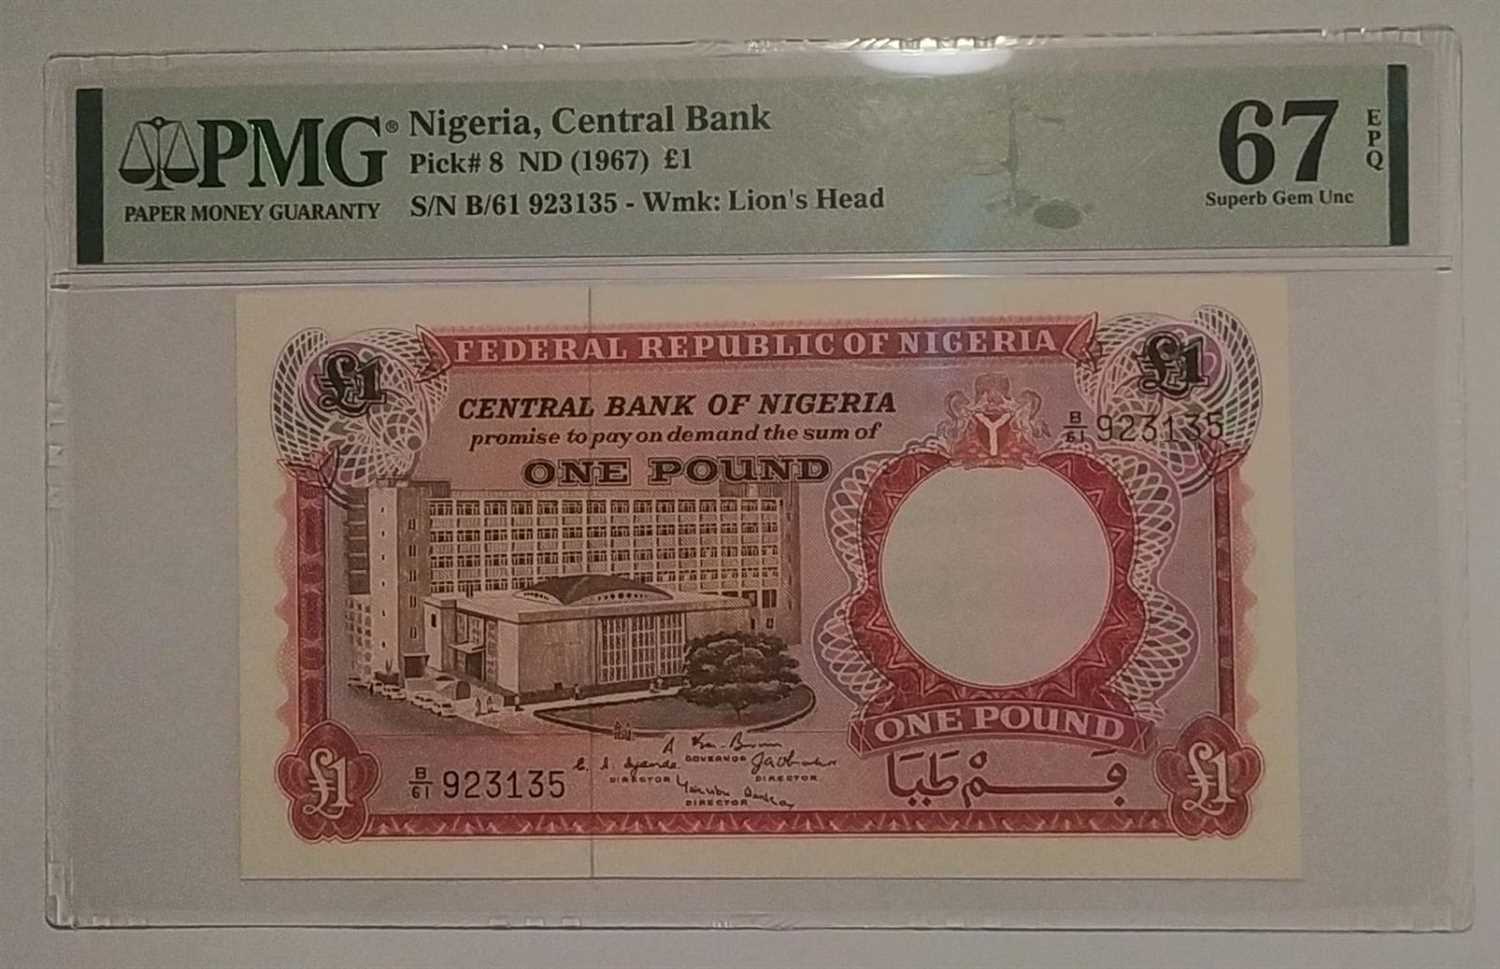 PMG®
PAPER MONEY GUARANTY
Nigeria, Central Bank
Pick# 8 ND (1967) £1
S/N B/61 923135 - Wmk: Lion's Head
67
EPQ
Superb Gem Unc
£1
FEDERAL REPUBLIC OF NIGERIA
£1
CENTRAL BANK OF NIGERIA
promise to pay on demand the sum of
ONE POUND
B/61 923135
ONE POUND
B/61 923135
GOVERNOR
DIRECTOR
DIRECTOR
DIRECTOR
£1
£1